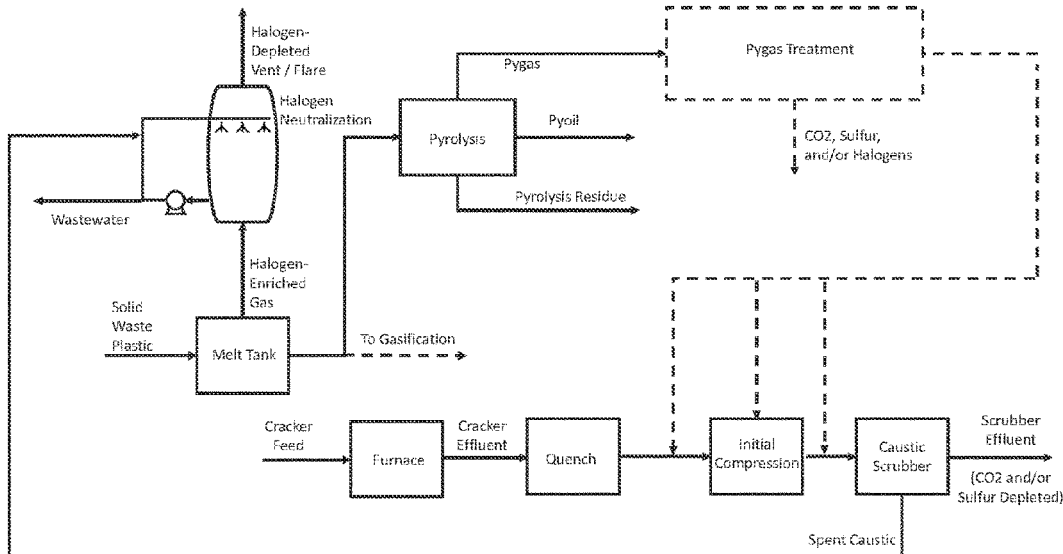 Halogen-
Depleted
Vent / Flare
Halogen
Neutralization
Wastewater
Halogen-
Enriched
Gas
Solid
Waste
Plastic
Melt Tank
To Gasification
Pygas
Pyrolysis
Pyoil
Pyrolysis Residue
Pygas Treatment
CO2, Sulfur,
and/or Halogens
Cracker
Feed
Furnace
Cracker
Effluent
Quench
Initial
Compression
Caustic
Scrubber
Scrubber
Effluent
(CO2 and/or
Sulfur Depleted)
Spent Caustic